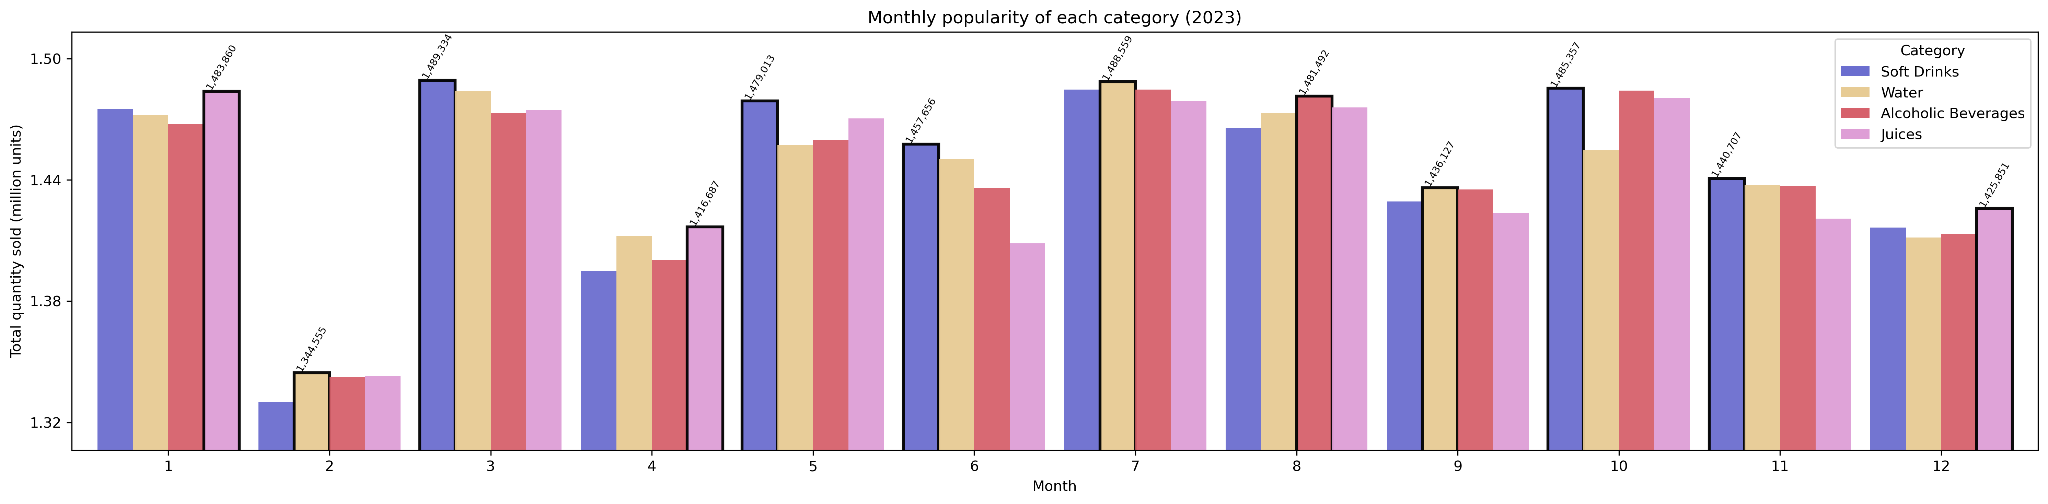 Monthly popularity of each category (2023)
Total quantity sold (million units)
1.50
1.44
1.38
1.32
1,483,860
1,344,555
1,489,334
1,416,687
1,479,013
1,457,656
1,488,559
1,481,492
1,436,127
1,485,357
1,440,707
1,425,851
Category
Soft Drinks
Water
Alcoholic Beverages
Juices
1 2 3 4 5 6 7 8 9 10 11 12
Month